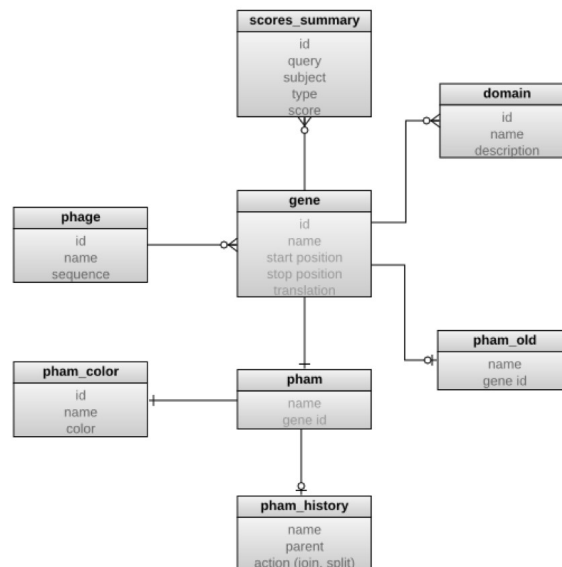 scores_summary
id
query
subject
type
score
domain
id
name
description
gene
id
name
start position
stop position
translation
phage
id
name
sequence
pham_old
name
gene id
pham_color
id
name
color
pham
name
gene id
pham_history
name
parent
action (join, split)